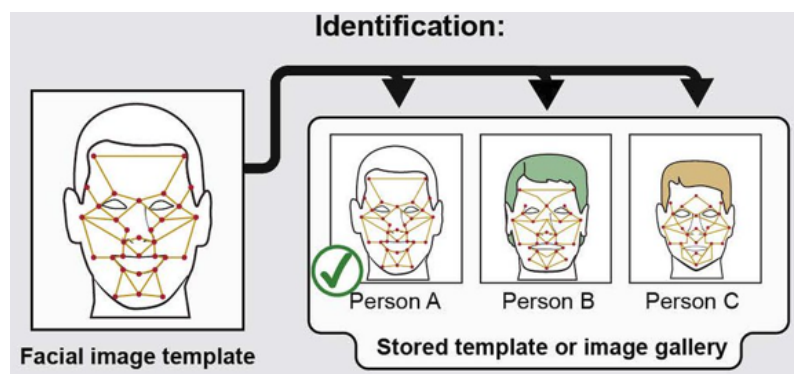 Identification:
Person A
Person B
Person C
Facial image template
Stored template or image gallery